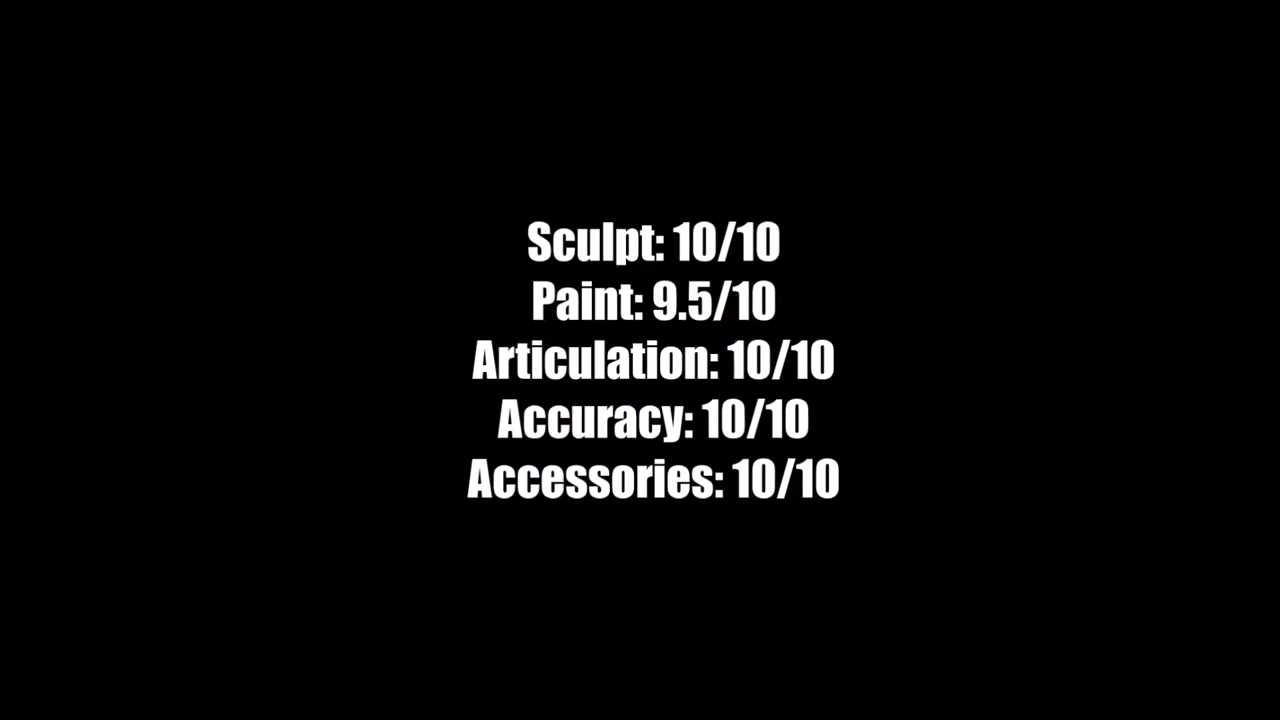 Sculpt: 10/10
Paint: 9.5/10
Articulation: 10/10
Accuracy: 10/10
Accessories: 10/10